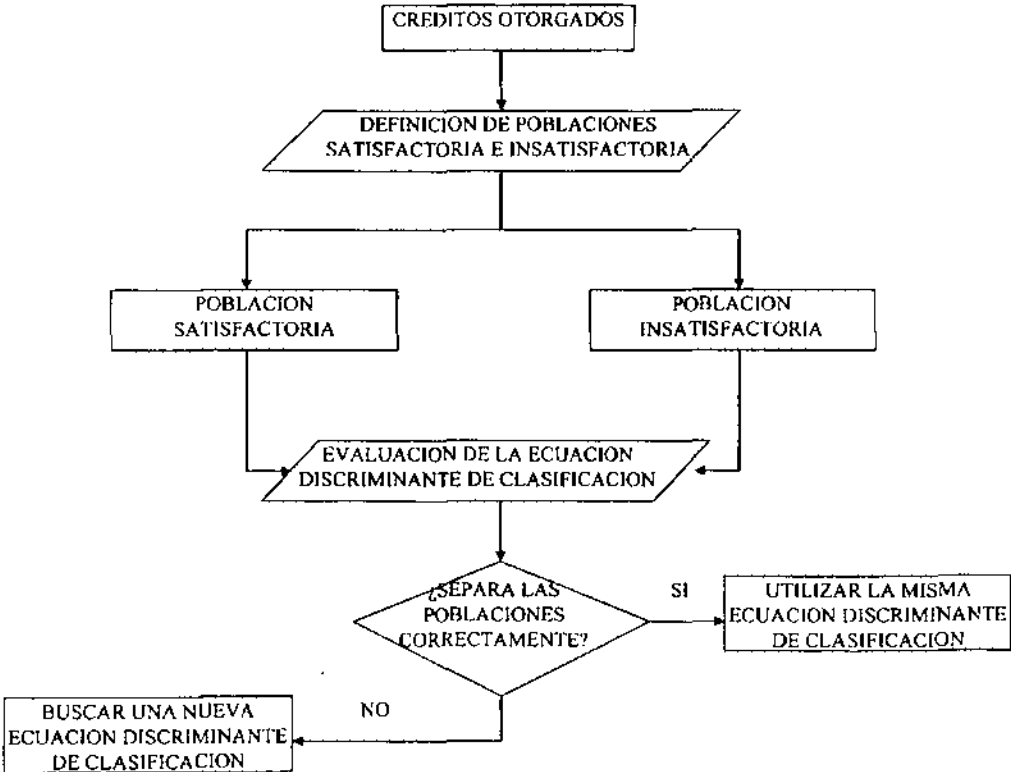 CREDITOS OTORGADOS
DEFINICION DE POBLACIONES
SATISFACTORIA E INSATISFACTORIA
POBLACION
SATISFACTORIA
POBLACION
INSATISFACTORIA
EVALUACION DE LA ECUACION
DISCRIMINANTE DE CLASIFICACION
¿SEPARA LAS
POBLACIONES
CORRECTAMENTE?
SI
UTILIZAR LA MISMA
ECUACION DISCRIMINANTE
DE CLASIFICACION
NO
BUSCAR UNA NUEVA
ECUACION DISCRIMINANTE
DE CLASIFICACION